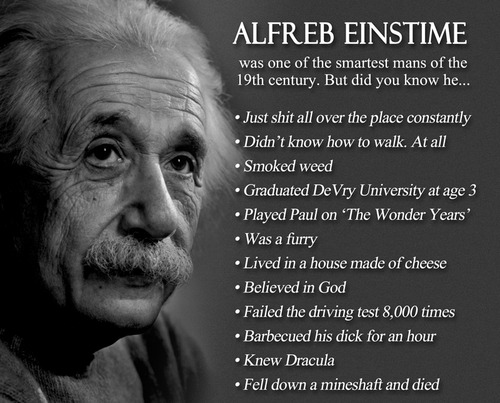 ALFREB EINSTIME
was one of the smartest mans of the
19th century. But did you know he...
• Just shit all over the place constantly
• Didn't know how to walk. At all
• Smoked weed
• Graduated DeVry University at age 3
• Played Paul on 'The Wonder Years'
• Was a furry
• Lived in a house made of cheese
• Believed in God
• Failed the driving test 8,000 times
• Barbecued his dick for an hour
• Knew Dracula
• Fell down a mineshaft and died